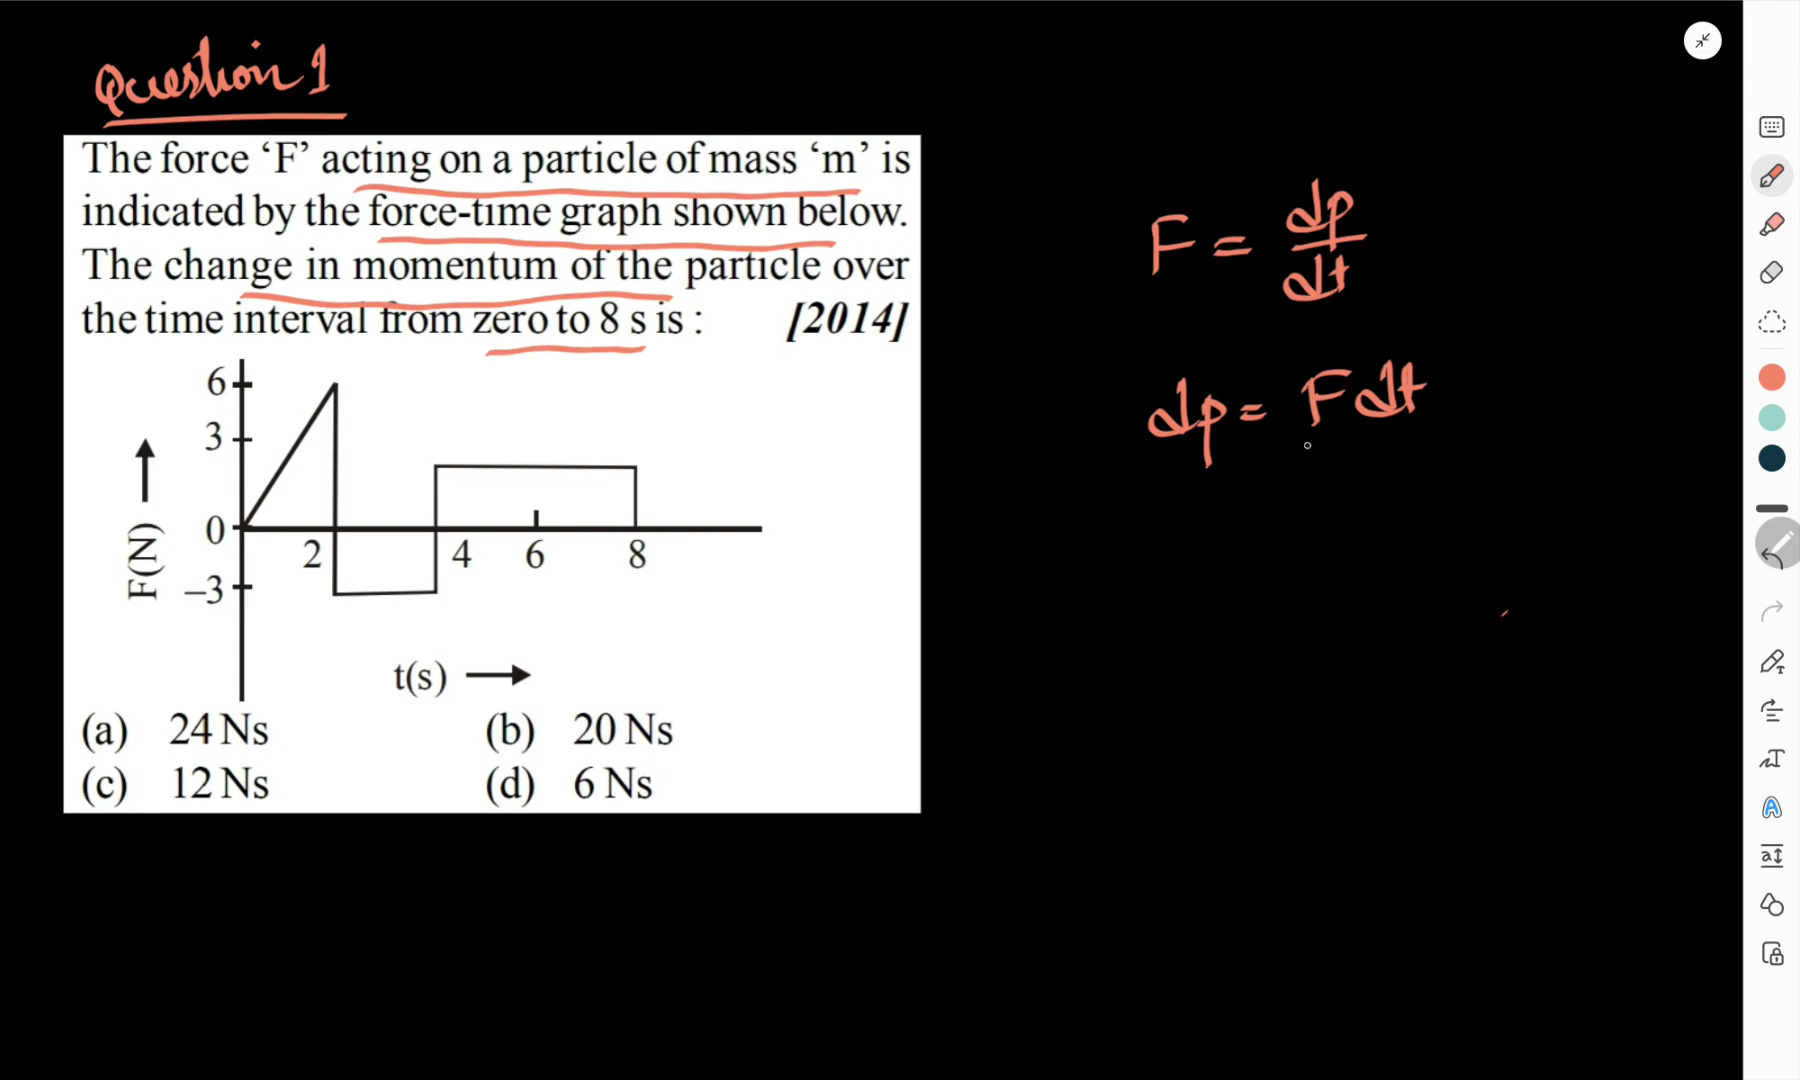 Question 1
The force ‘F’ acting on a particle of mass ‘m’ is
indicated by the force-time graph shown below.
The change in momentum of the particle over
the time interval from zero to 8 s is : [2014]
6
3
0
–3
F(N)
2 4 6 8
t(s)
(a) 24 Ns (b) 20 Ns
(c) 12 Ns (d) 6 Ns
F = dp/dt
dp = F dt